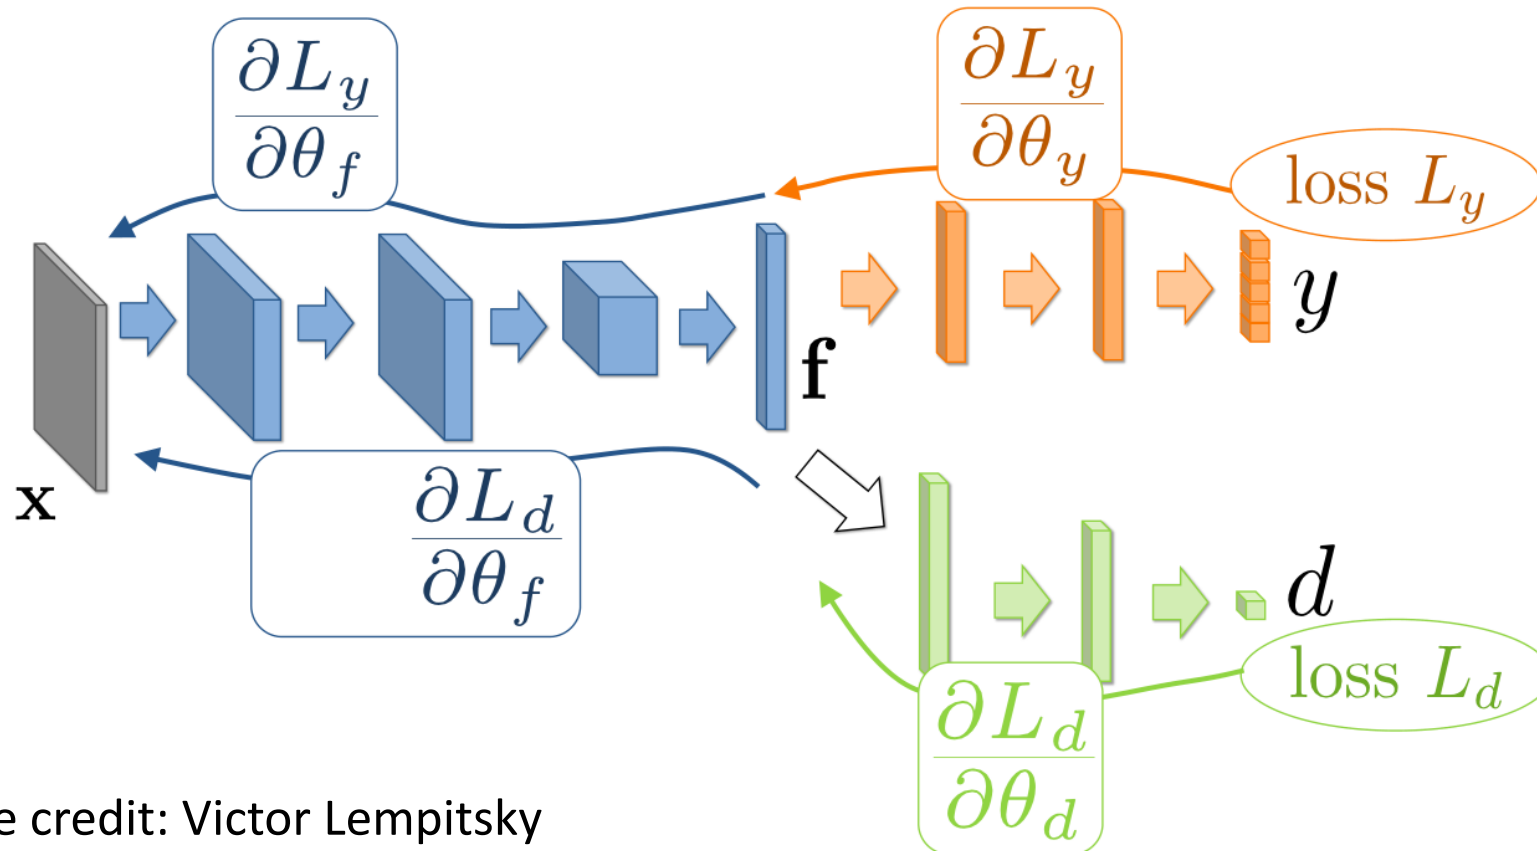 ∂L_y
∂θ_f
∂L_y
∂θ_y
loss L_y
y
f
x
∂L_d
∂θ_f
d
loss L_d
∂L_d
∂θ_d
e credit: Victor Lempitsky